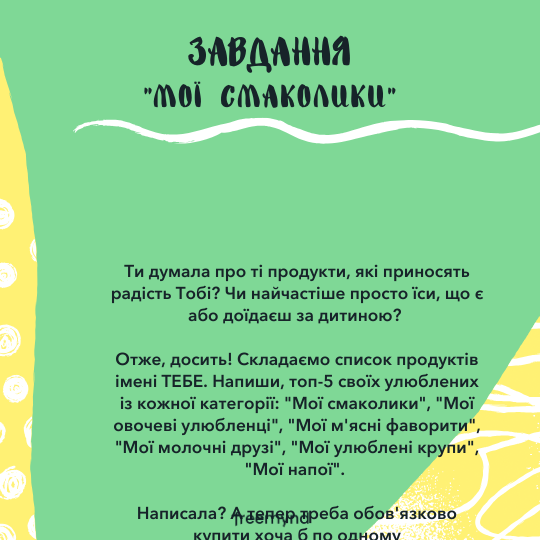 ЗАВДАННЯ
"МОЇ СМАКОЛИКИ"
Ти думала про ті продукти, які приносять
радість Тобі? Чи найчастіше просто їси, що є
або доїдаєш за дитиною?
Отже, досить! Складаємо список продуктів
імені ТЕБЕ. Напиши, топ-5 своїх улюблених
із кожної категорії: "Мої смаколики", "Мої
овочеві улюбленці", "Мої м'ясні фаворити",
"Мої молочні друзі", "Мої улюблені крупи",
"Мої напої".
Написала? А тепер треба обов'язково
купити хоча б по одному